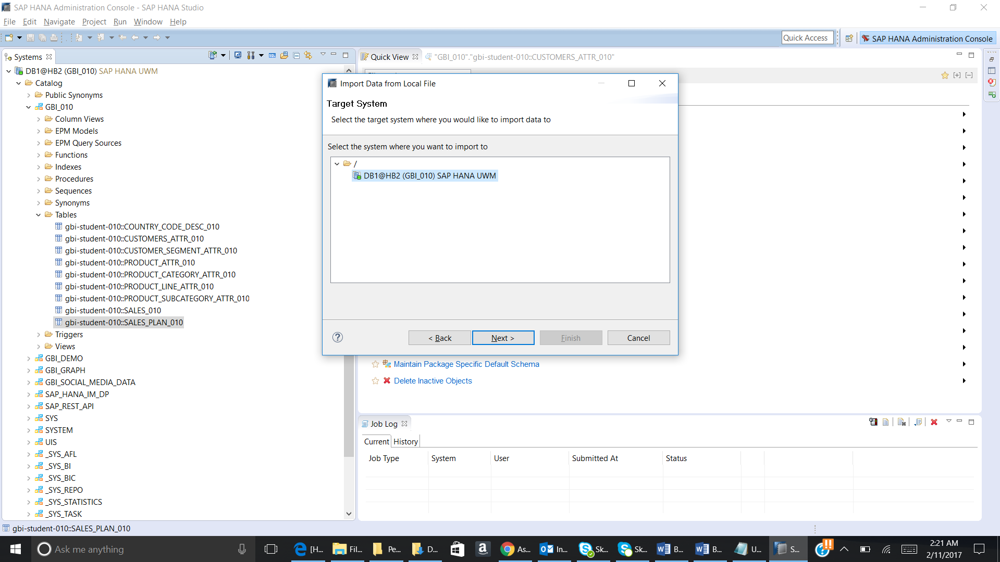 SAP HANA Administration Console - SAP HANA Studio
File Edit Navigate Project Run Window Help
Quick Access
SAP HANA Administration Console
Systems
DB1@HB2 (GBI_010) SAP HANA UWM
Catalog
Public Synonyms
GBI_010
Column Views
EPM Models
EPM Query Sources
Functions
Indexes
Procedures
Sequences
Synonyms
Tables
gbi-student-010::COUNTRY_CODE_DESC_010
gbi-student-010::CUSTOMERS_ATTR_010
gbi-student-010::CUSTOMER_SEGMENT_ATTR_010
gbi-student-010::PRODUCT_ATTR_010
gbi-student-010::PRODUCT_CATEGORY_ATTR_010
gbi-student-010::PRODUCT_LINE_ATTR_010
gbi-student-010::PRODUCT_SUBCATEGORY_ATTR_010
gbi-student-010::SALES_010
gbi-student-010::SALES_PLAN_010
Triggers
Views
GBI_DEMO
GBI_GRAPH
GBI_SOCIAL_MEDIA_DATA
SAP_HANA_IM_DP
SAP_REST_API
SYS
SYSTEM
UIS
_SYS_AFL
_SYS_BI
_SYS_BIC
_SYS_REPO
_SYS_STATISTICS
_SYS_TASK
Quick View
"GBI_010"."gbi-student-010::CUSTOMERS_ATTR_010"
Import Data from Local File
Target System
Select the target system where you would like to import data to
Select the system where you want to import to
/
DB1@HB2 (GBI_010) SAP HANA UWM
< Back
Next >
Finish
Cancel
Maintain Package Specific Default Schema
Delete Inactive Objects
Job Log
Current History
Job Type System User Submitted At Status
gbi-student-010::SALES_PLAN_010
Ask me anything
[H... Fil... Pe... D... As... In... Sk... Sk... B... B... U... S...
2:21 AM
2/11/2017